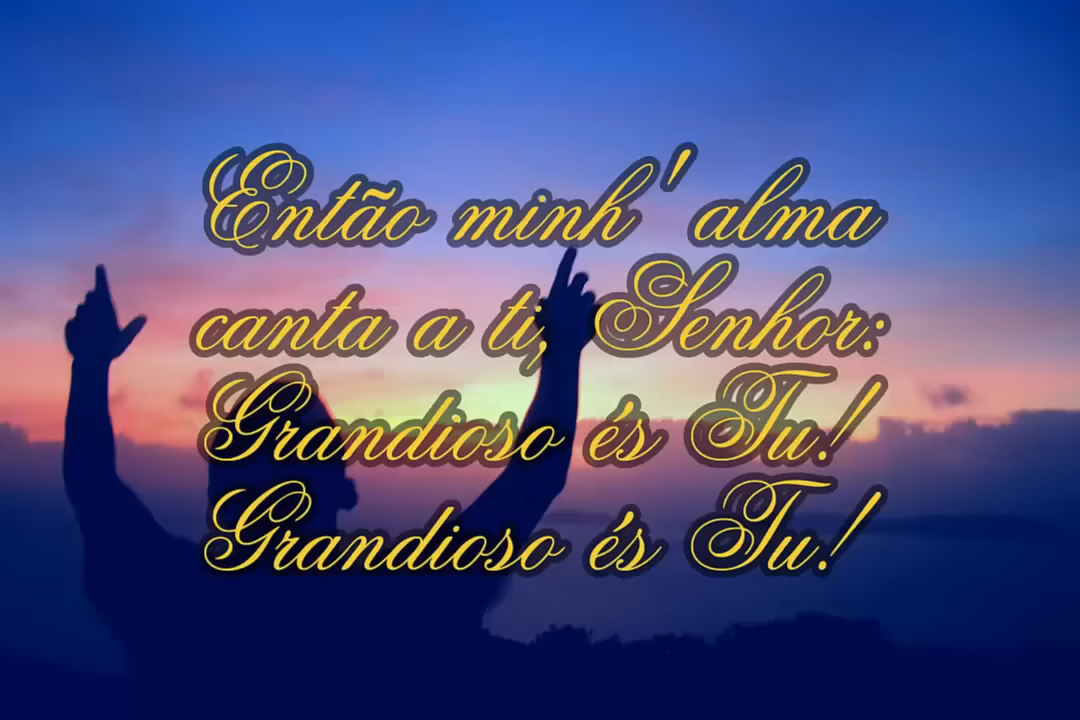 Então minh' alma
canta a ti, Senhor:
Grandioso és Tu!
Grandioso és Tu!